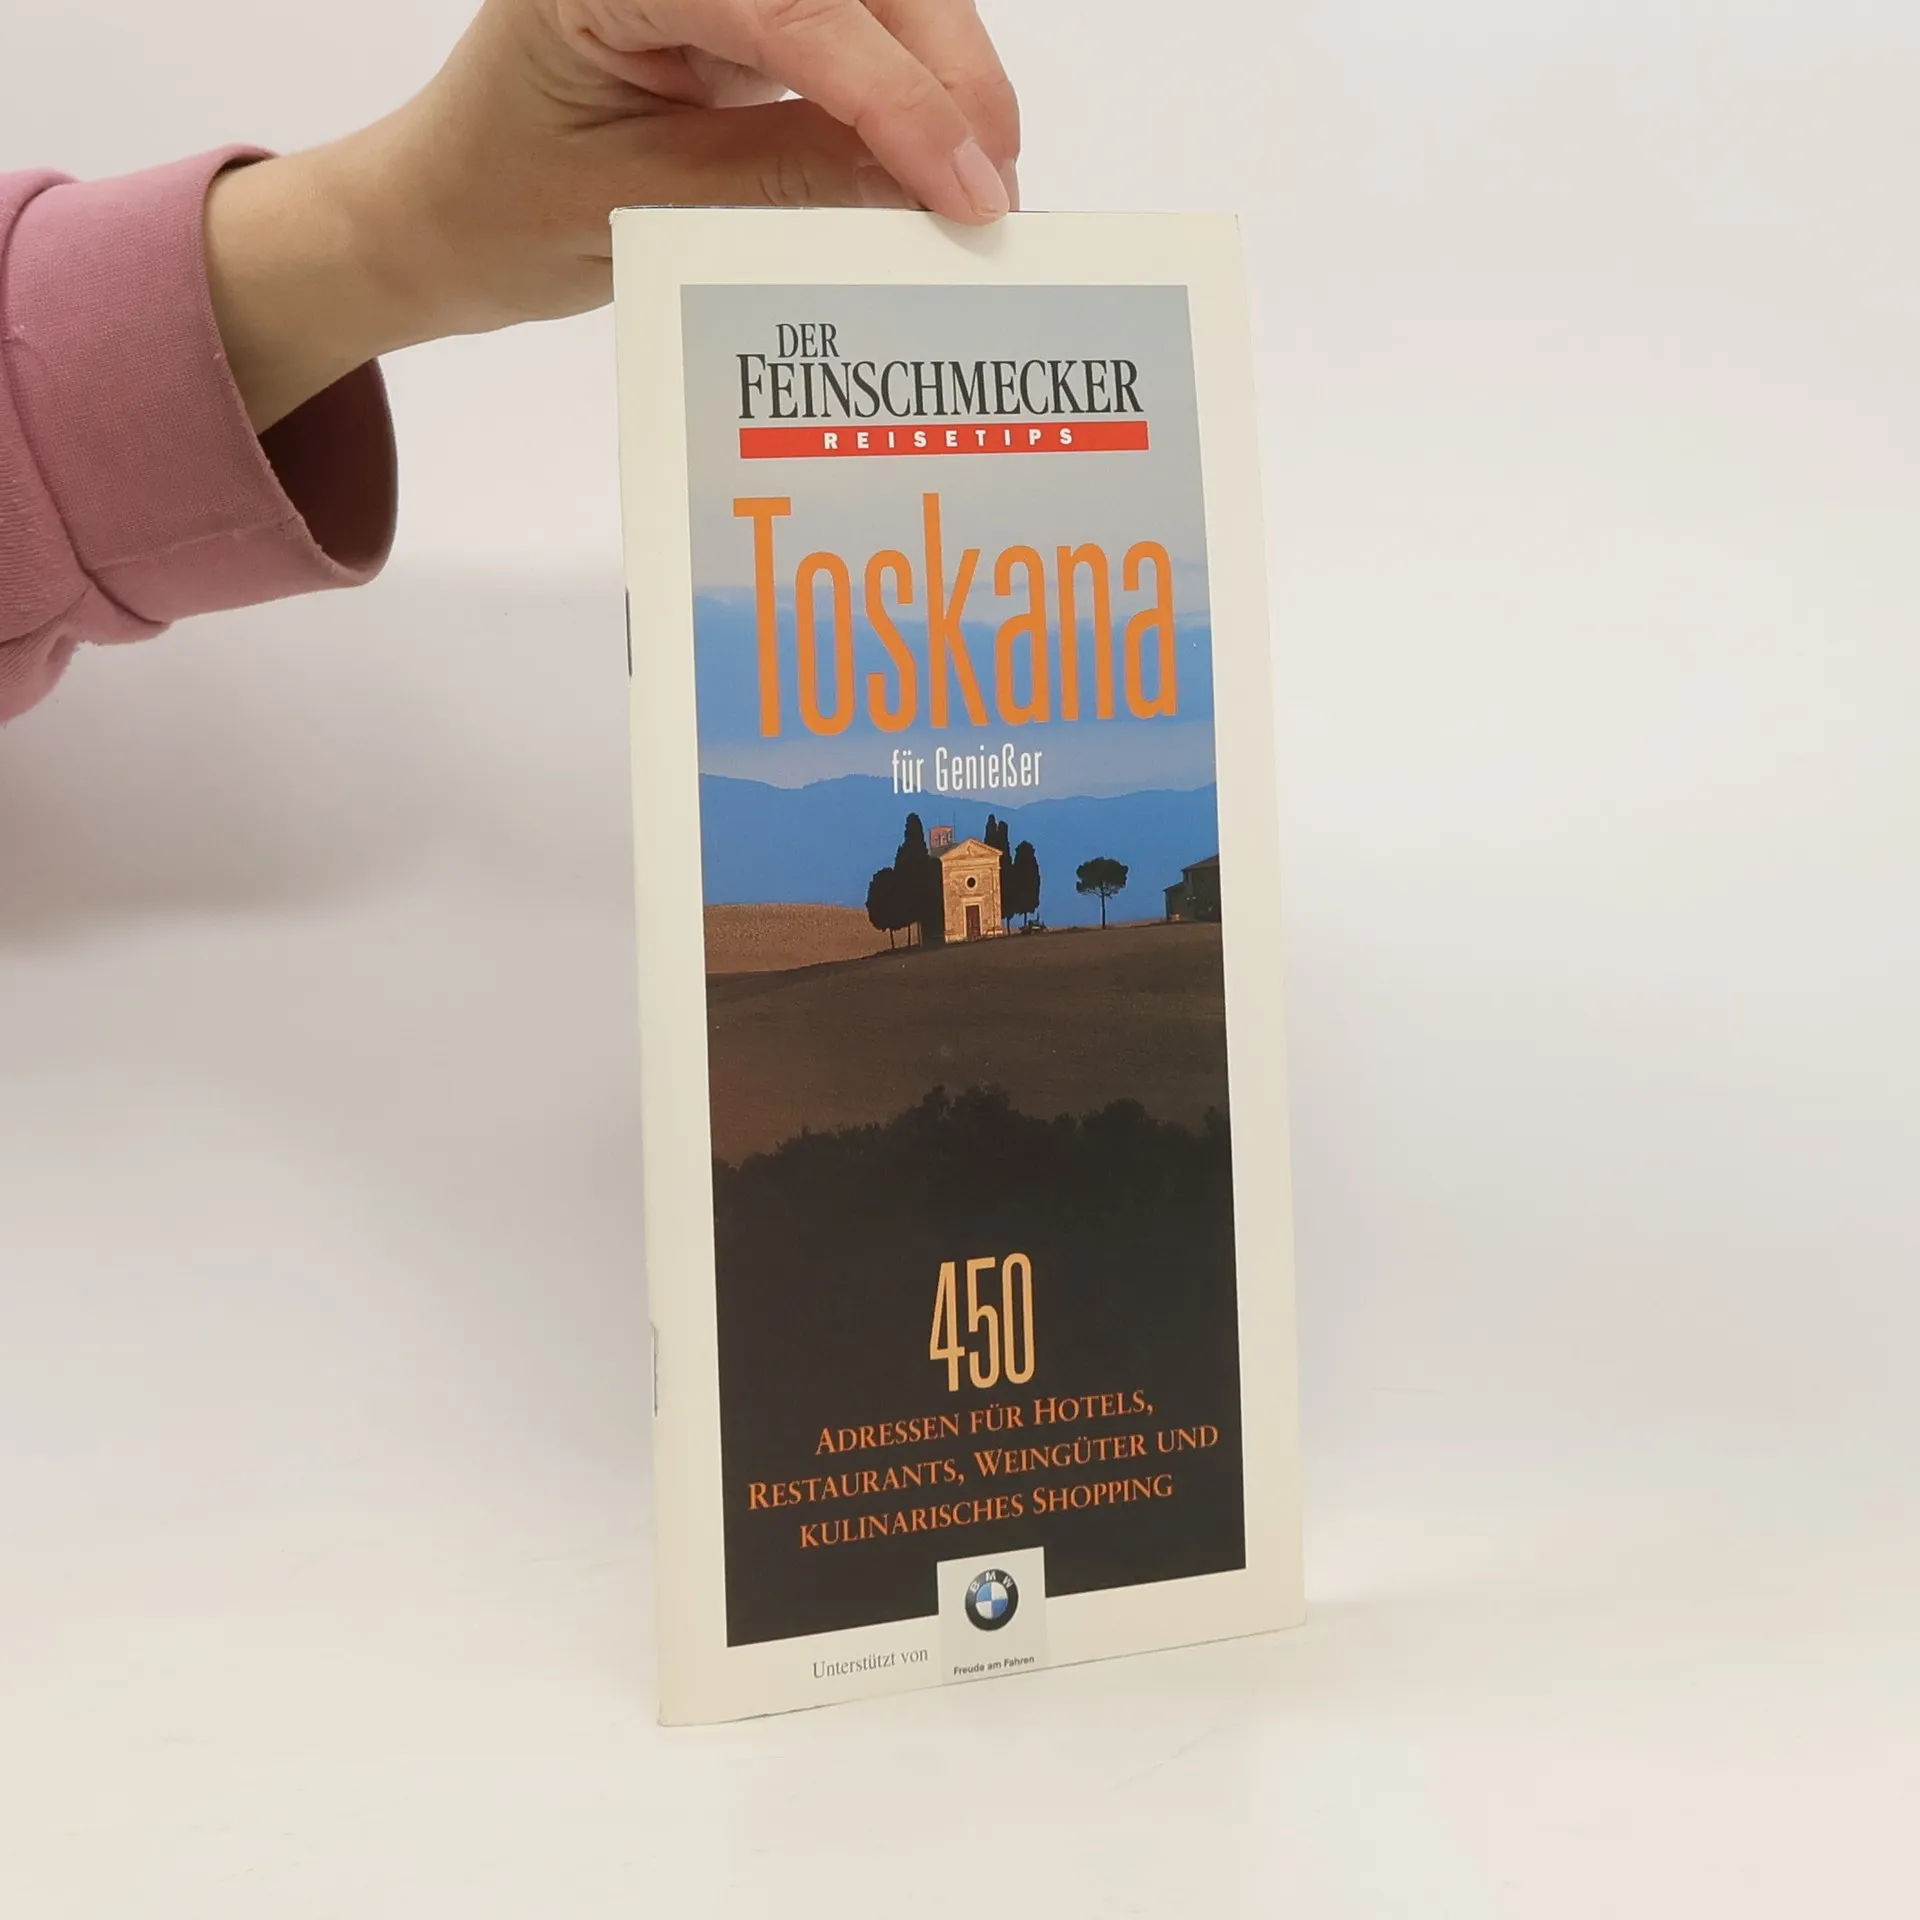 DER
FEINSCHMECKER
REISETIPS
Toskana
für Genießer
450
ADRESSEN FÜR HOTELS,
RESTAURANTS, WEINGÜTER UND
KULINARISCHES SHOPPING
BMW
Unterstützt von
Freude am Fahren